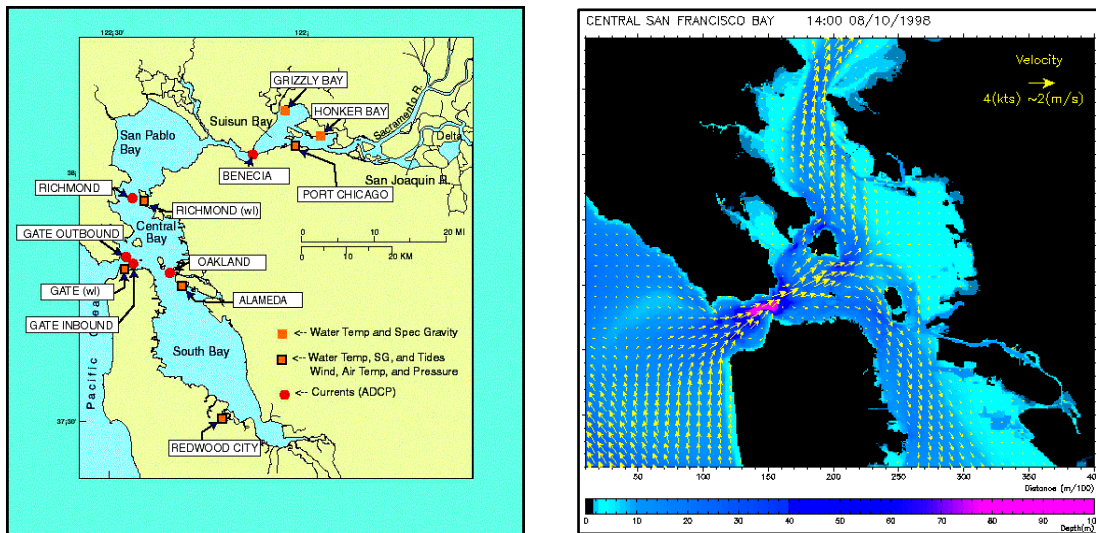 122; 30'
122;
GRIZZLY BAY
HONKER BAY
San Pablo
Bay
Suisun Bay
Sacramento R.
Delta
BENECIA
San Joaquin R.
38;
PORT CHICAGO
RICHMOND
RICHMOND (wl)
Central
Bay
GATE OUTBOUND
0 10 20 MI
0 10 20 KM
OAKLAND
GATE (wl)
ALAMEDA
GATE INBOUND
Pacific Ocean
South Bay
<-- Water Temp and Spec Gravity
<-- Water Temp, SG, and Tides
Wind, Air Temp, and Pressure
<-- Currents (ADCP)
37;30'
REDWOOD CITY
CENTRAL SAN FRANCISCO BAY 14:00 08/10/1998
Velocity
4(kts) ~2(m/s)
0 50 100 150 200 250 300 350 400
Distance (m/100)
0 10 20 30 40 50 60 70 80 90 100
Depth(m)